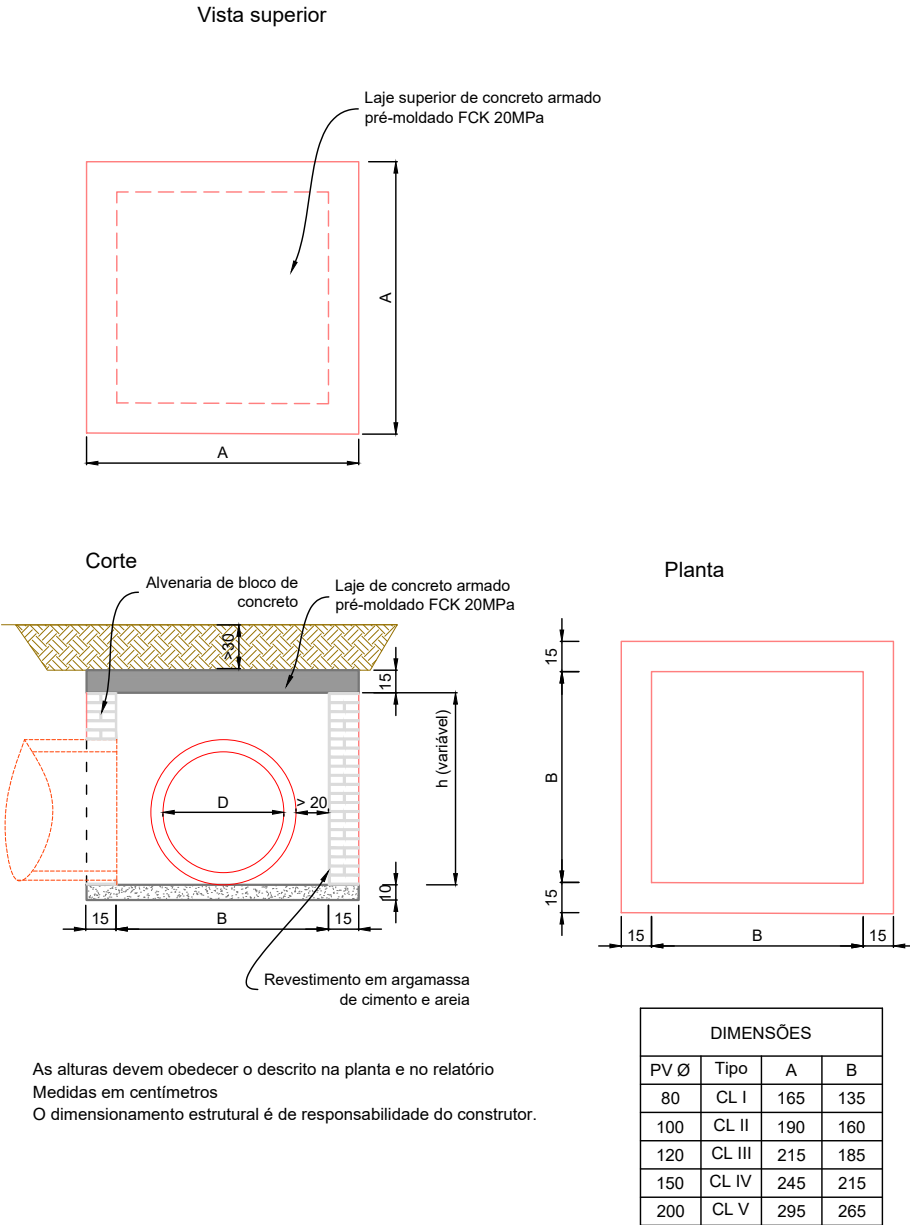 Vista superior
Laje superior de concreto armado
pré-moldado FCK 20MPa
A
A
Corte
Alvenaria de bloco de
concreto
Laje de concreto armado
pré-moldado FCK 20MPa
>30
15
h (variável)
D
> 20
10
15
B
15
Revestimento em argamassa
de cimento e areia
Planta
15
B
15
15
B
15
As alturas devem obedecer o descrito na planta e no relatório
Medidas em centímetros
O dimensionamento estrutural é de responsabilidade do construtor.
DIMENSÕES
PV Ø Tipo A B
80 CL I 165 135
100 CL II 190 160
120 CL III 215 185
150 CL IV 245 215
200 CL V 295 265